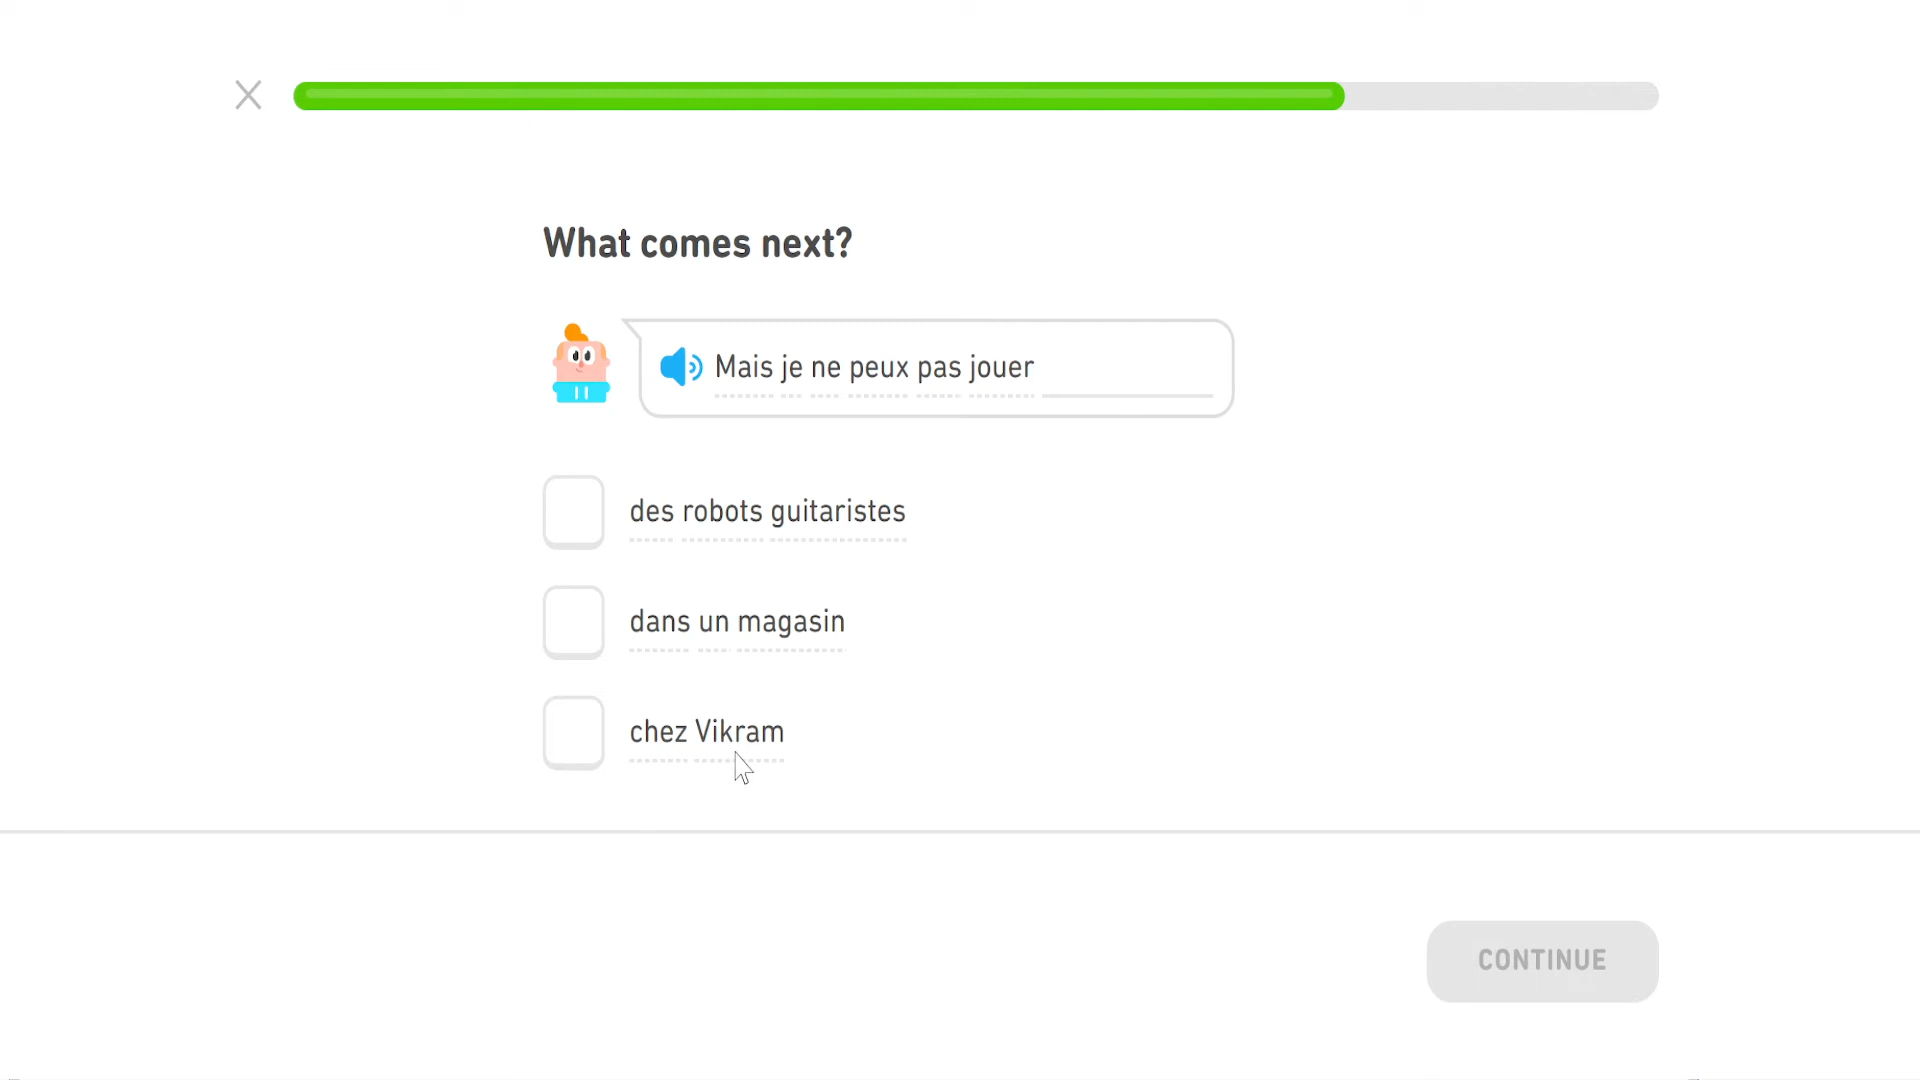 What comes next?
Mais je ne peux pas jouer
des robots guitaristes
dans un magasin
chez Vikram
CONTINUE